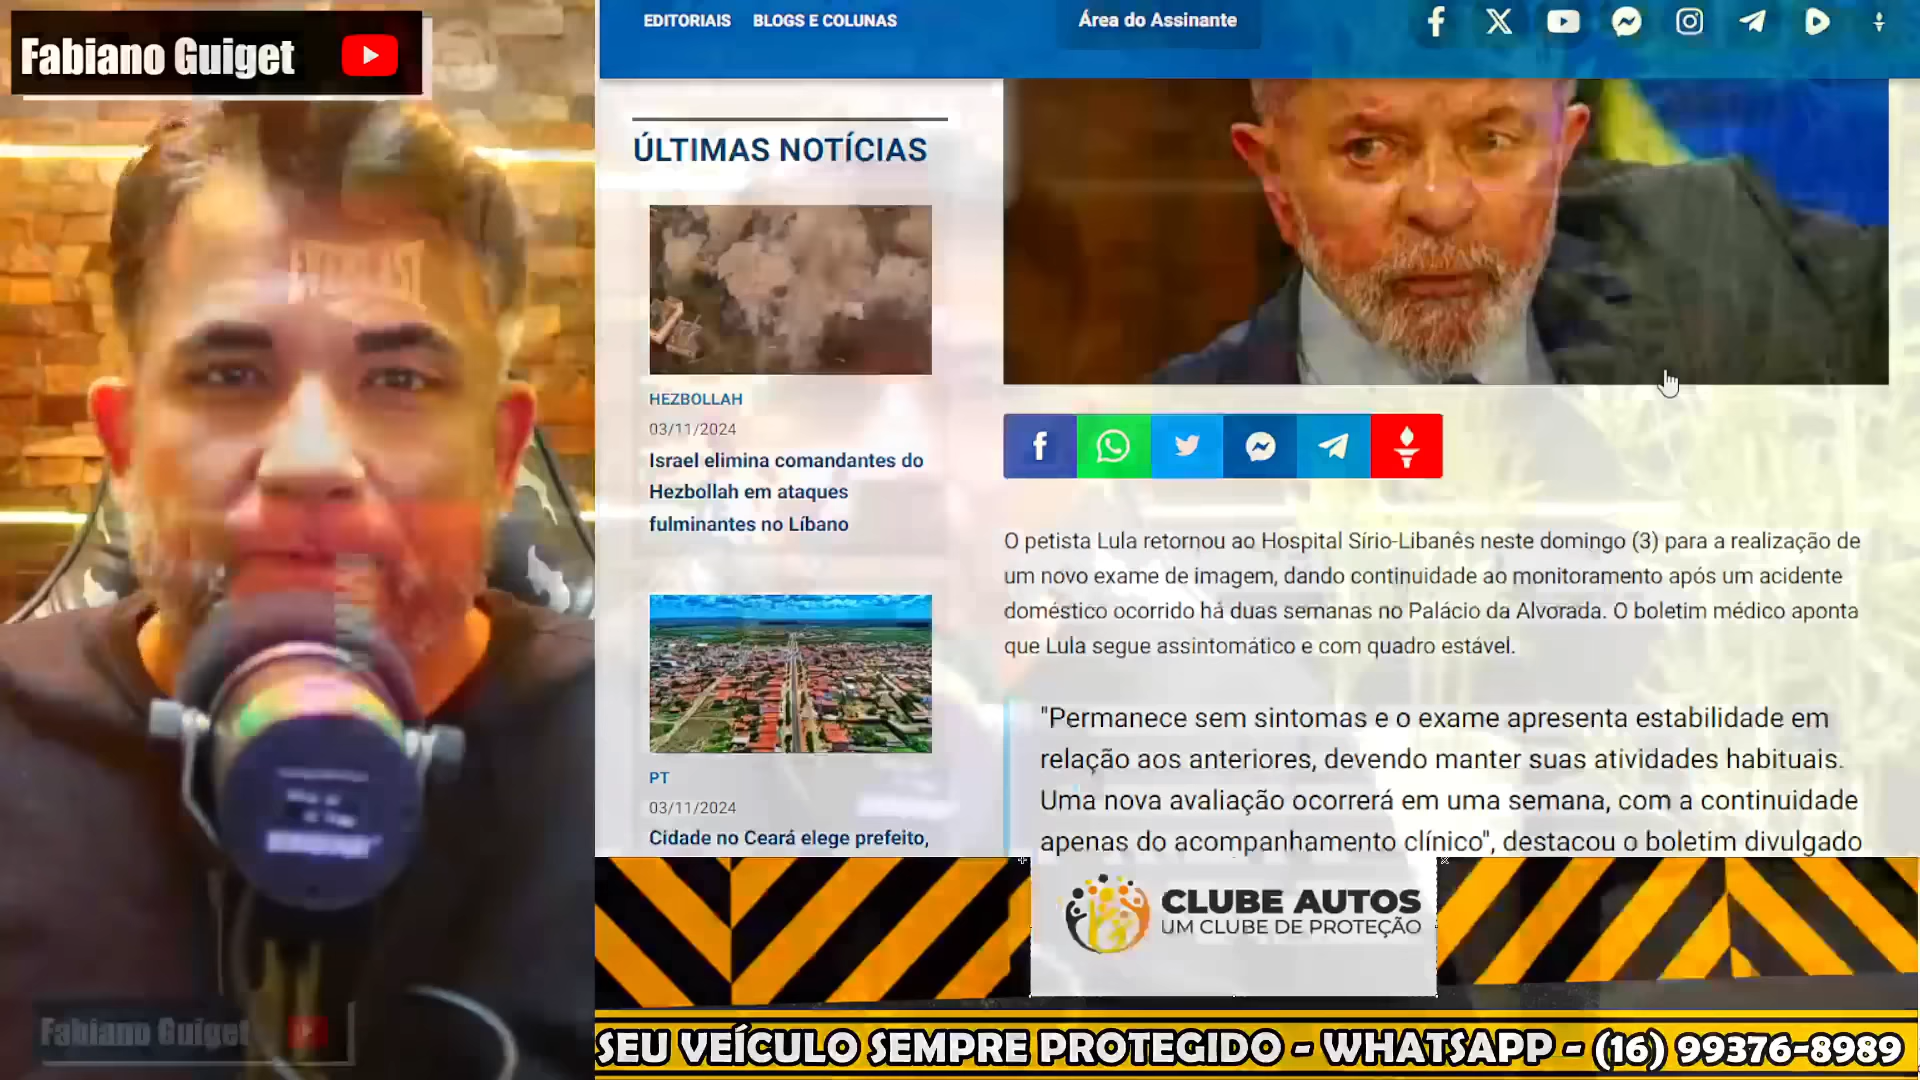 Fabiano Guiget
EVERLAST
EDITORIAIS BLOGS E COLUNAS
Área do Assinante
ÚLTIMAS NOTÍCIAS
HEZBOLLAH
03/11/2024
Israel elimina comandantes do
Hezbollah em ataques
fulminantes no Líbano
PT
03/11/2024
Cidade no Ceará elege prefeito,
O petista Lula retornou ao Hospital Sírio-Libanês neste domingo (3) para a realização de
um novo exame de imagem, dando continuidade ao monitoramento após um acidente
doméstico ocorrido há duas semanas no Palácio da Alvorada. O boletim médico aponta
que Lula segue assintomático e com quadro estável.
"Permanece sem sintomas e o exame apresenta estabilidade em
relação aos anteriores, devendo manter suas atividades habituais.
Uma nova avaliação ocorrerá em uma semana, com a continuidade
apenas do acompanhamento clínico", destacou o boletim divulgado
CLUBE AUTOS
UM CLUBE DE PROTEÇÃO
Fabiano Guiget
SEU VEÍCULO SEMPRE PROTEGIDO - WHATSAPP - (16) 99376-8989